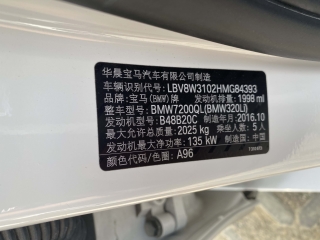 华晨宝马汽车有限公司制造
车辆识别代号: LBV8W3102HMG84393
品牌: 宝马(BMW)牌 发动机排量: 1998 ml
整车型号: BMW7200QL(BMW320Li)
发动机型号: B48B20C 制造年月: 2016.10
最大允许总质量: 2025 kg 乘坐人数: 5 人
发动机最大净功率: 135 kW 制造国: 中国
颜色代码/色圖: A96